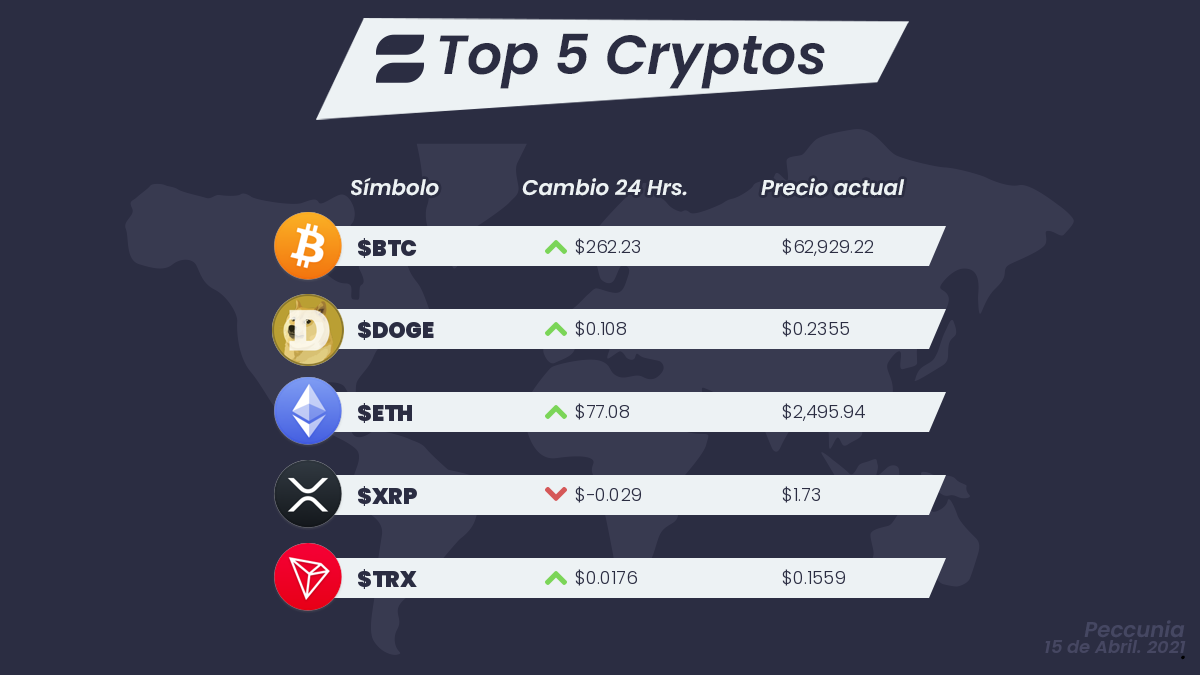 Top 5 Cryptos
Símbolo Cambio 24 Hrs. Precio actual
$BTC $262.23 $62,929.22
$DOGE $0.108 $0.2355
$ETH $77.08 $2,495.94
$XRP $-0.029 $1.73
$TRX $0.0176 $0.1559
Peccunia
15 de Abril. 2021